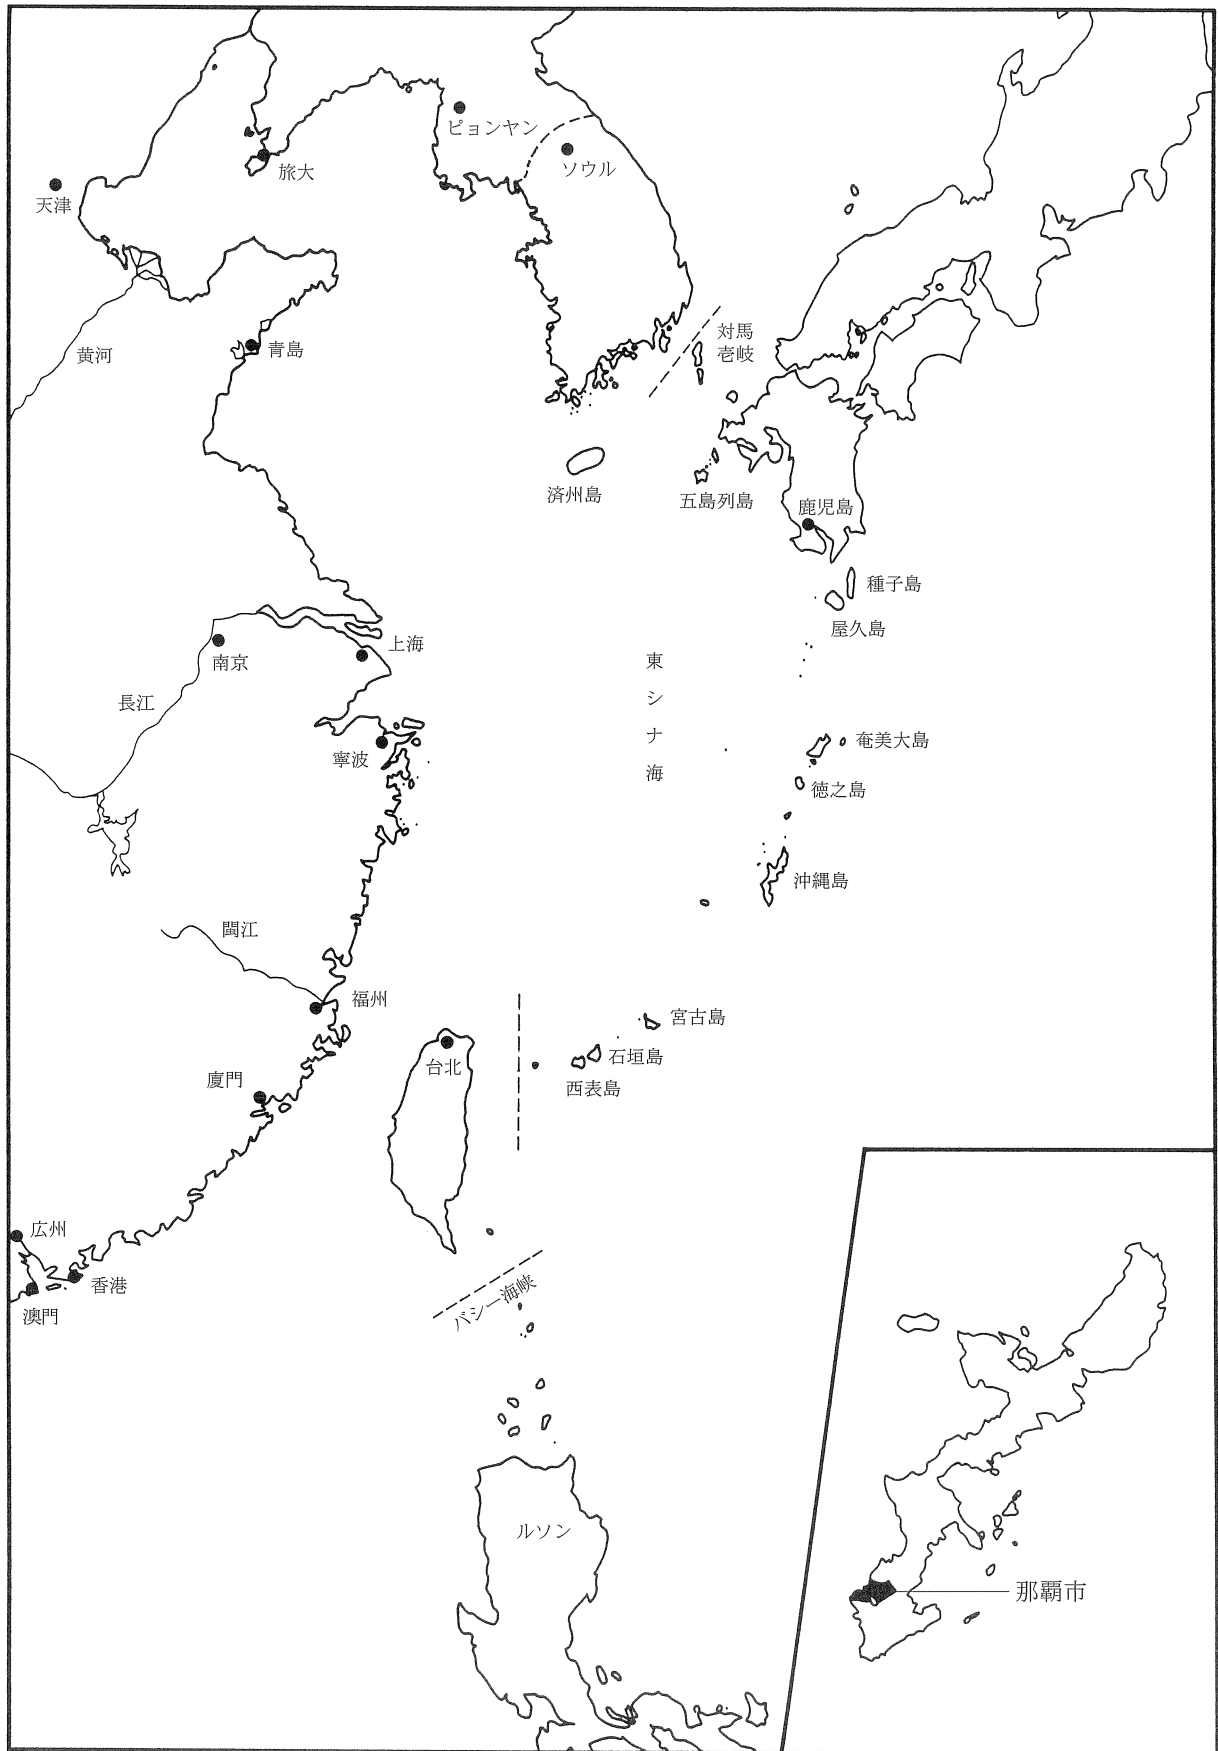 ピョンヤン
ソウル
旅大
天津
黄河
青島
対馬
壱岐
済州島
五島列島
鹿児島
種子島
屋久島
上海
南京
長江
寧波
東シナ海
奄美大島
徳之島
沖縄島
閩江
福州
宮古島
石垣島
西表島
台北
廈門
広州
香港
澳門
バシー海峡
ルソン
那覇市